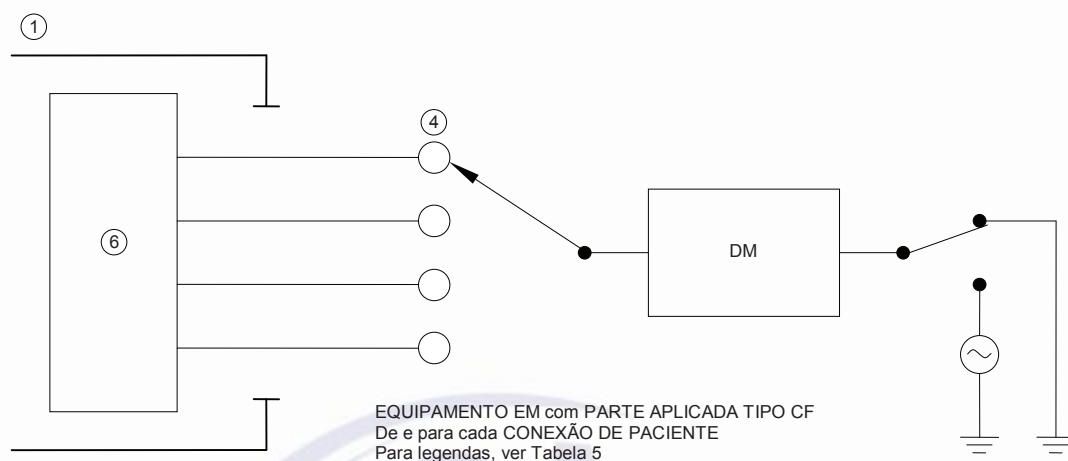 1
4
6
DM
EQUIPAMENTO EM com PARTE APLICADA TIPO CF
De e para cada CONEXÃO DE PACIENTE
Para legendas, ver Tabela 5